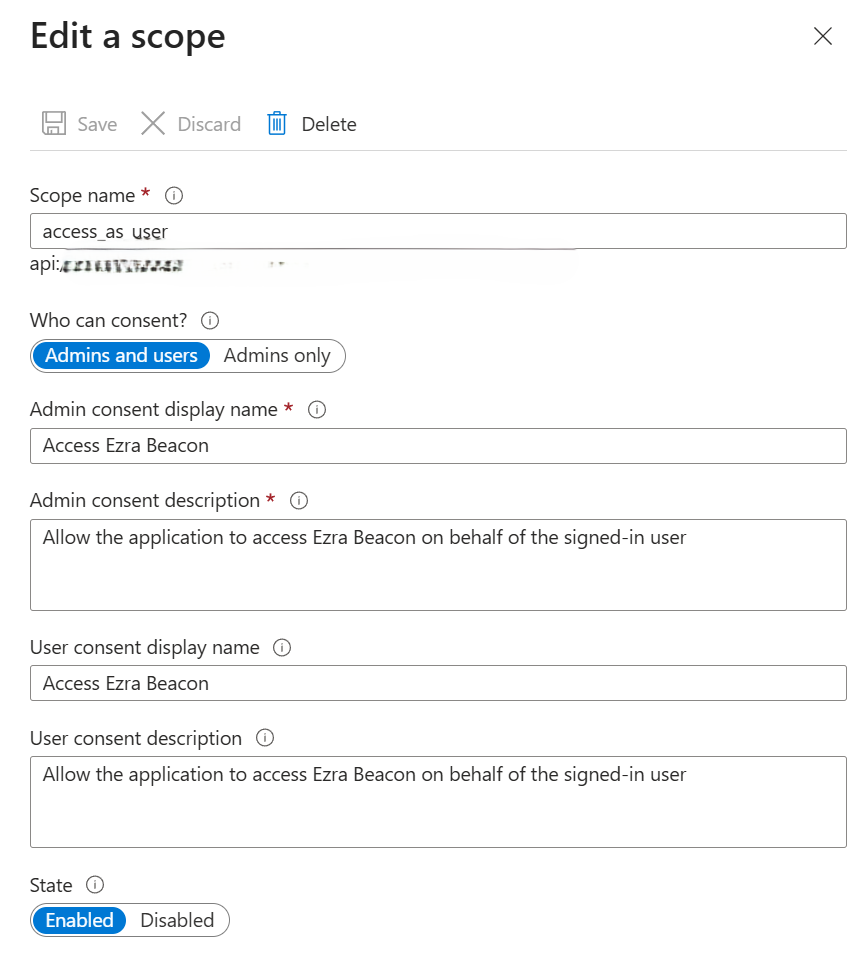 Edit a scope
Save Discard Delete
Scope name *
access_as user
api:
Who can consent?
Admins and users Admins only
Admin consent display name *
Access Ezra Beacon
Admin consent description *
Allow the application to access Ezra Beacon on behalf of the signed-in user
User consent display name
Access Ezra Beacon
User consent description
Allow the application to access Ezra Beacon on behalf of the signed-in user
State
Enabled Disabled